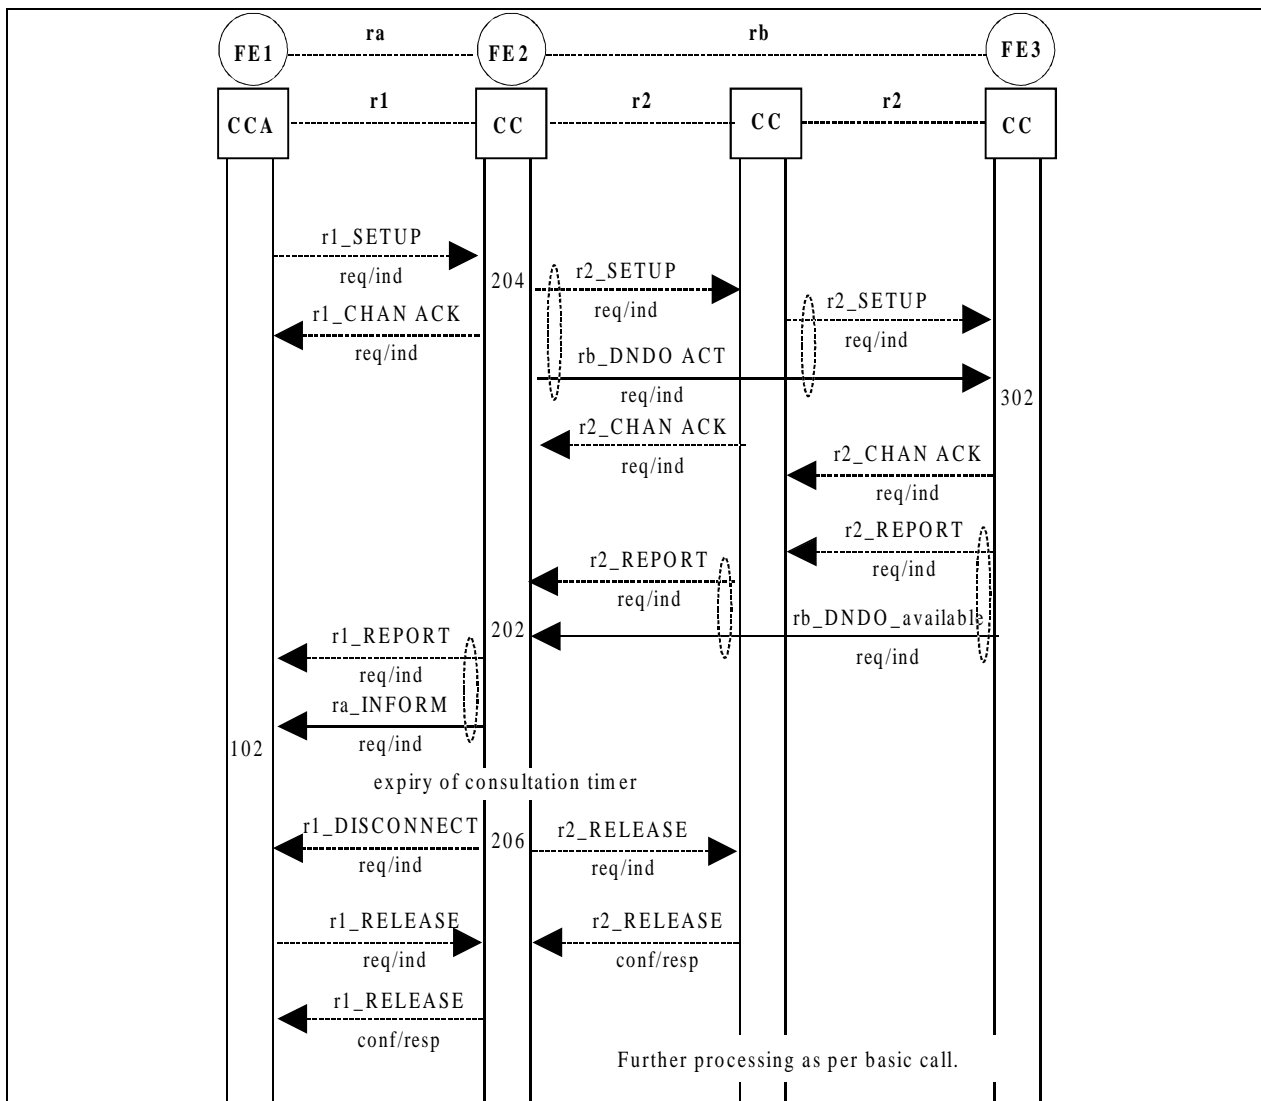 ra
rb
FE1
FE2
FE3
r1
r2
r2
CCA
CC
CC
CC
r1_SETUP
req/ind
204
r2_SETUP
req/ind
r2_SETUP
req/ind
r1_CHAN ACK
req/ind
rb_DNDO ACT
req/ind
302
r2_CHAN ACK
req/ind
r2_CHAN ACK
req/ind
r2_REPORT
req/ind
r2_REPORT
req/ind
rb_DNDO_available
req/ind
202
r1_REPORT
req/ind
ra_INFORM
req/ind
102
expiry of consultation timer
r1_DISCONNECT
req/ind
206
r2_RELEASE
req/ind
r1_RELEASE
req/ind
r2_RELEASE
conf/resp
r1_RELEASE
conf/resp
Further processing as per basic call.